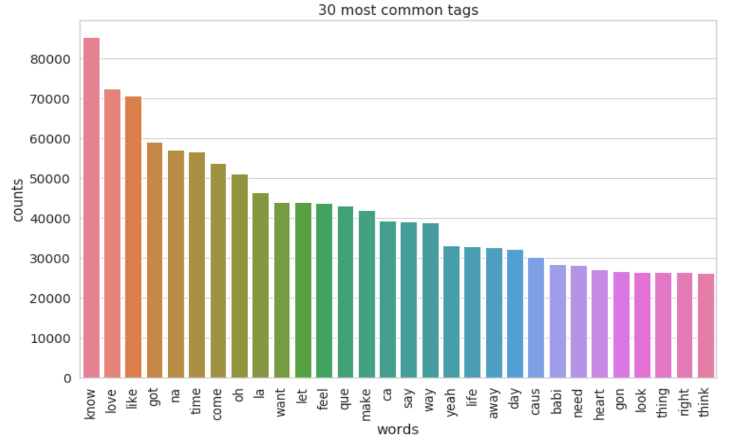 30 most common tags
counts
80000
70000
60000
50000
40000
30000
20000
10000
0
know
love
like
got
na
time
come
oh
la
want
let
feel
que
make
ca
say
way
yeah
life
away
day
caus
babi
need
heart
gon
look
thing
right
think
words